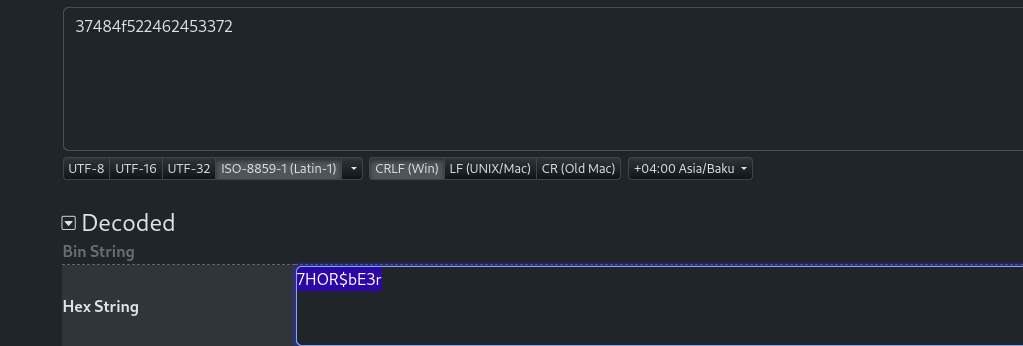 37484f522462453372
UTF-8 UTF-16 UTF-32 ISO-8859-1 (Latin-1) CRLF (Win) LF (UNIX/Mac) CR (Old Mac) +04:00 Asia/Baku
Decoded
Bin String
Hex String 7HOR$bE3r